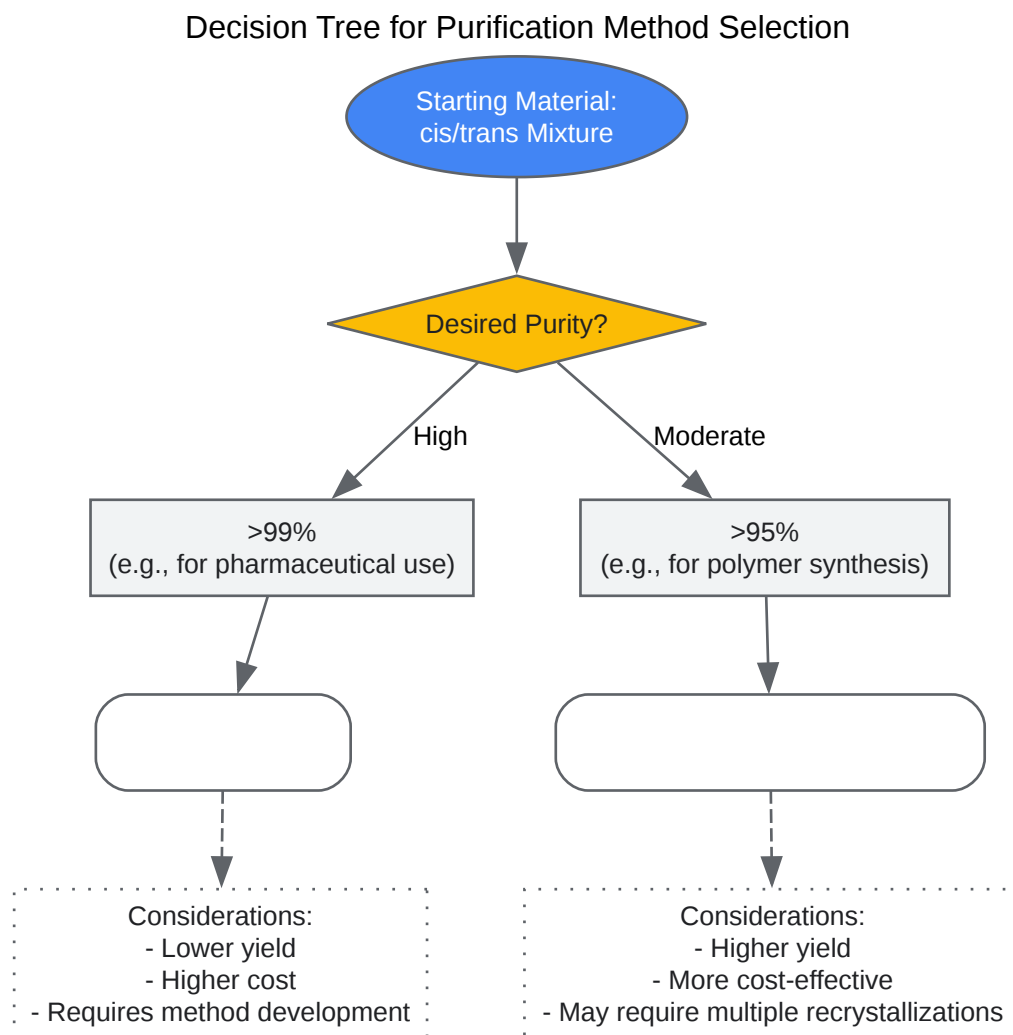 Decision Tree for Purification Method Selection
Starting Material:
cis/trans Mixture
Desired Purity?
High
Moderate
>99%
(e.g., for pharmaceutical use)
>95%
(e.g., for polymer synthesis)
Considerations:
- Lower yield
- Higher cost
- Requires method development
Considerations:
- Higher yield
- More cost-effective
- May require multiple recrystallizations